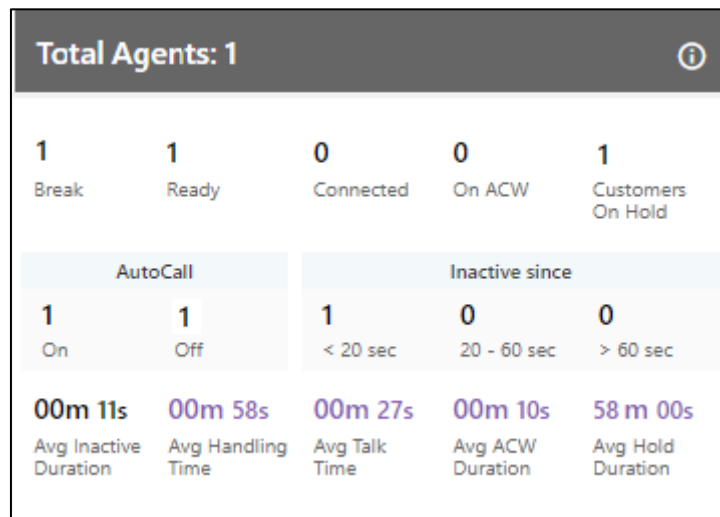 Total Agents: 1
1 1 0 0 1
Break Ready Connected On ACW Customers
On Hold
AutoCall Inactive since
1 1 1 0 0
On Off < 20 sec 20 - 60 sec > 60 sec
00m 11s 00m 58s 00m 27s 00m 10s 58 m 00s
Avg Inactive Avg Handling Avg Talk Avg ACW Avg Hold
Duration Time Time Duration Duration